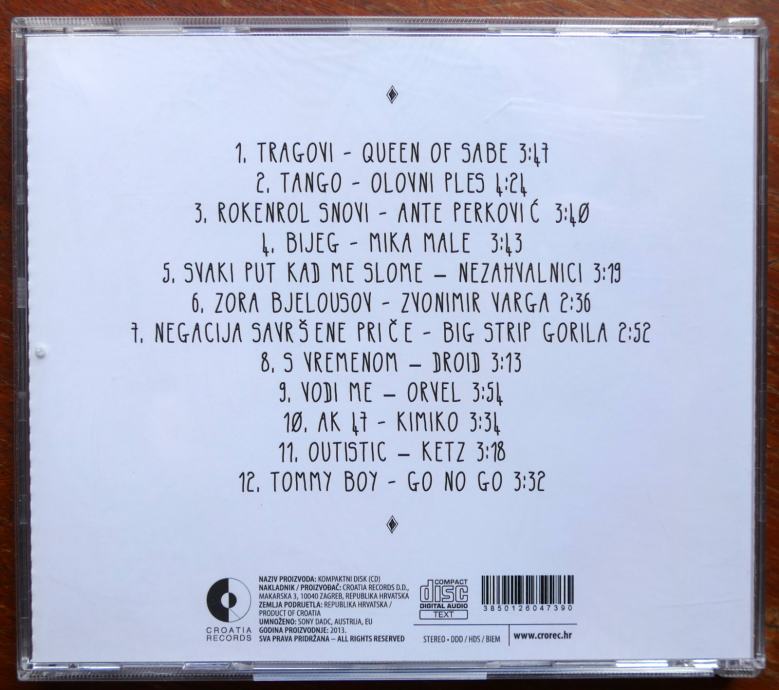 1. TRAGOVI - QUEEN OF SABE 3:47
2. TANGO - OLOVNI PLES 4:24
3. ROKENROL SNOVI - ANTE PERKOVIĆ 3:40
4. BIJEG - MIKA MALE 3:43
5. SVAKI PUT KAD ME SLOME – NEZAHVALNICI 3:19
6. ZORA BJELOUSOV - ZVONIMIR VARGA 2:36
7. NEGACIJA SAVRŠENE PRIČE - BIG STRIP GORILA 2:52
8. S VREMENOM – DROID 3:13
9. VODI ME – ORVEL 3:54
10. AK 47 - KIMIKO 3:34
11. OUTISTIC – KETZ 3:18
12. TOMMY BOY - GO NO GO 3:32
CROATIA
RECORDS
NAZIV PROIZVODA: KOMPAKTNI DISK (CD)
NAKLADNIK / PROIZVOĐAČ: CROATIA RECORDS D.D.,
MAKARSKA 3, 10040 ZAGREB, REPUBLIKA HRVATSKA
ZEMLJA PODRIJETLA: REPUBLIKA HRVATSKA /
PRODUCT OF CROATIA
UMNOŽENO: SONY DADC, AUSTRIJA, EU
GODINA PROIZVODNJE: 2013.
SVA PRAVA PRIDRŽANA – ALL RIGHTS RESERVED
COMPACT
disc
DIGITAL AUDIO
TEXT
3850126047390
STEREO • DDD / HDS / BIEM
www.crorec.hr